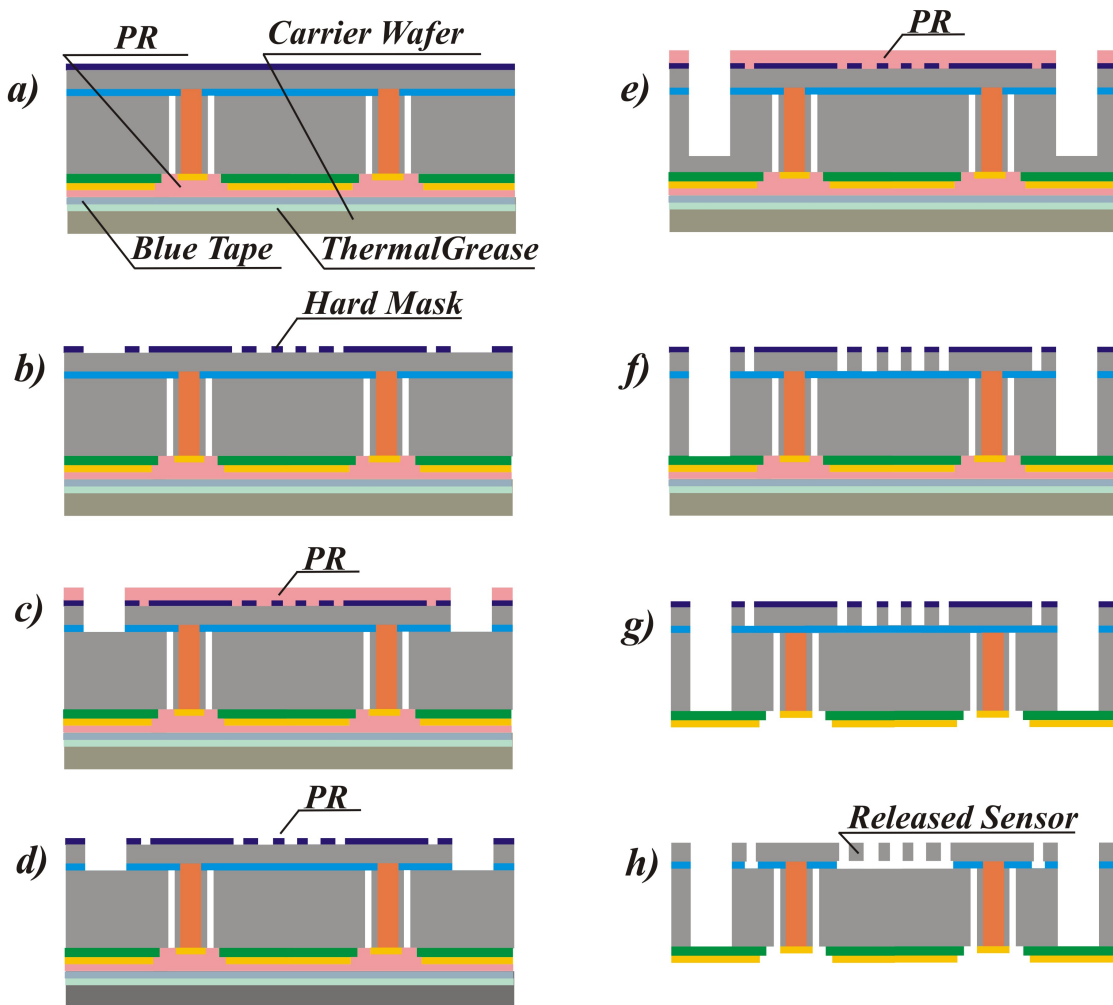 PR
Carrier Wafer
a)
Blue Tape
ThermalGrease
Hard Mask
b)
PR
c)
PR
d)
PR
e)
f)
g)
Released Sensor
h)